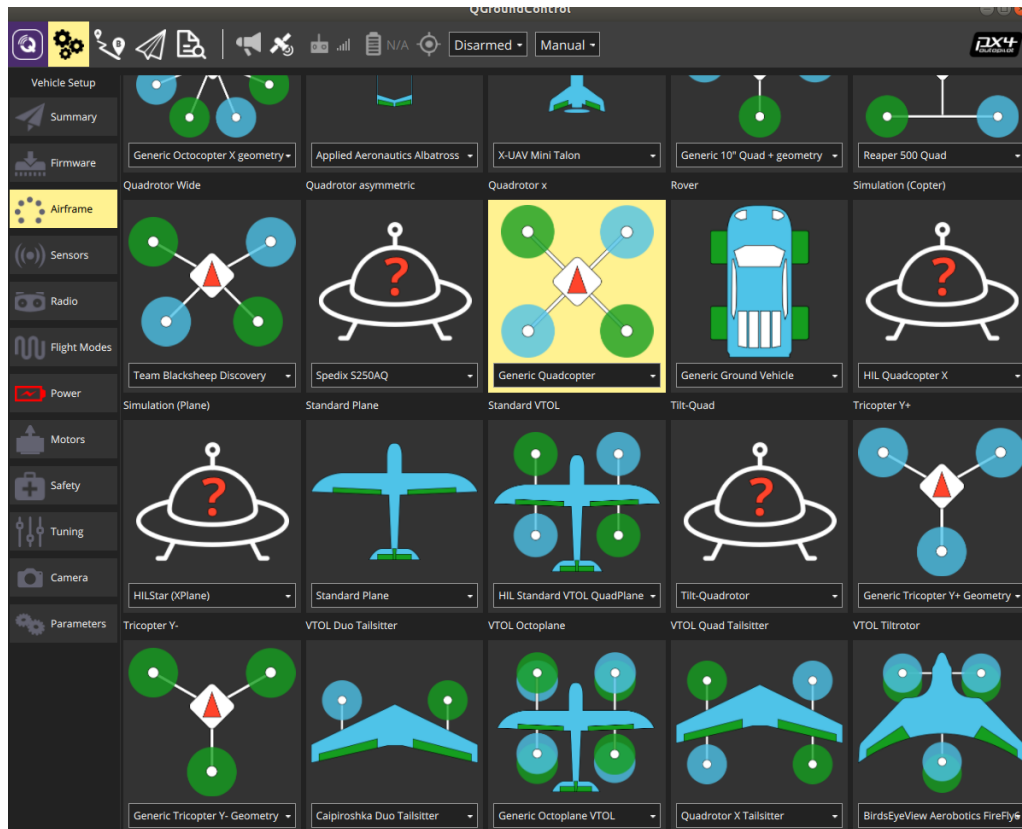 QGroundControl
N/A
Disarmed
Manual
PX4
autopilot
Vehicle Setup
Summary
Firmware
Airframe
Sensors
Radio
Flight Modes
Power
Motors
Safety
Tuning
Camera
Parameters
Generic Octocopter X geometry
Applied Aeronautics Albatross
X-UAV Mini Talon
Generic 10" Quad + geometry
Reaper 500 Quad
Quadrotor Wide
Quadrotor asymmetric
Quadrotor x
Rover
Simulation (Copter)
?
?
Team Blacksheep Discovery
Spedix S250AQ
Generic Quadcopter
Generic Ground Vehicle
HIL Quadcopter X
Simulation (Plane)
Standard Plane
Standard VTOL
Tilt-Quad
Tricopter Y+
?
?
HILStar (XPlane)
Standard Plane
HIL Standard VTOL QuadPlane
Tilt-Quadrotor
Generic Tricopter Y+ Geometry
Tricopter Y-
VTOL Duo Tailsitter
VTOL Octoplane
VTOL Quad Tailsitter
VTOL Tiltrotor
Generic Tricopter Y- Geometry
Caipiroshka Duo Tailsitter
Generic Octoplane VTOL
Quadrotor X Tailsitter
BirdsEyeView Aerobotics FireFly6